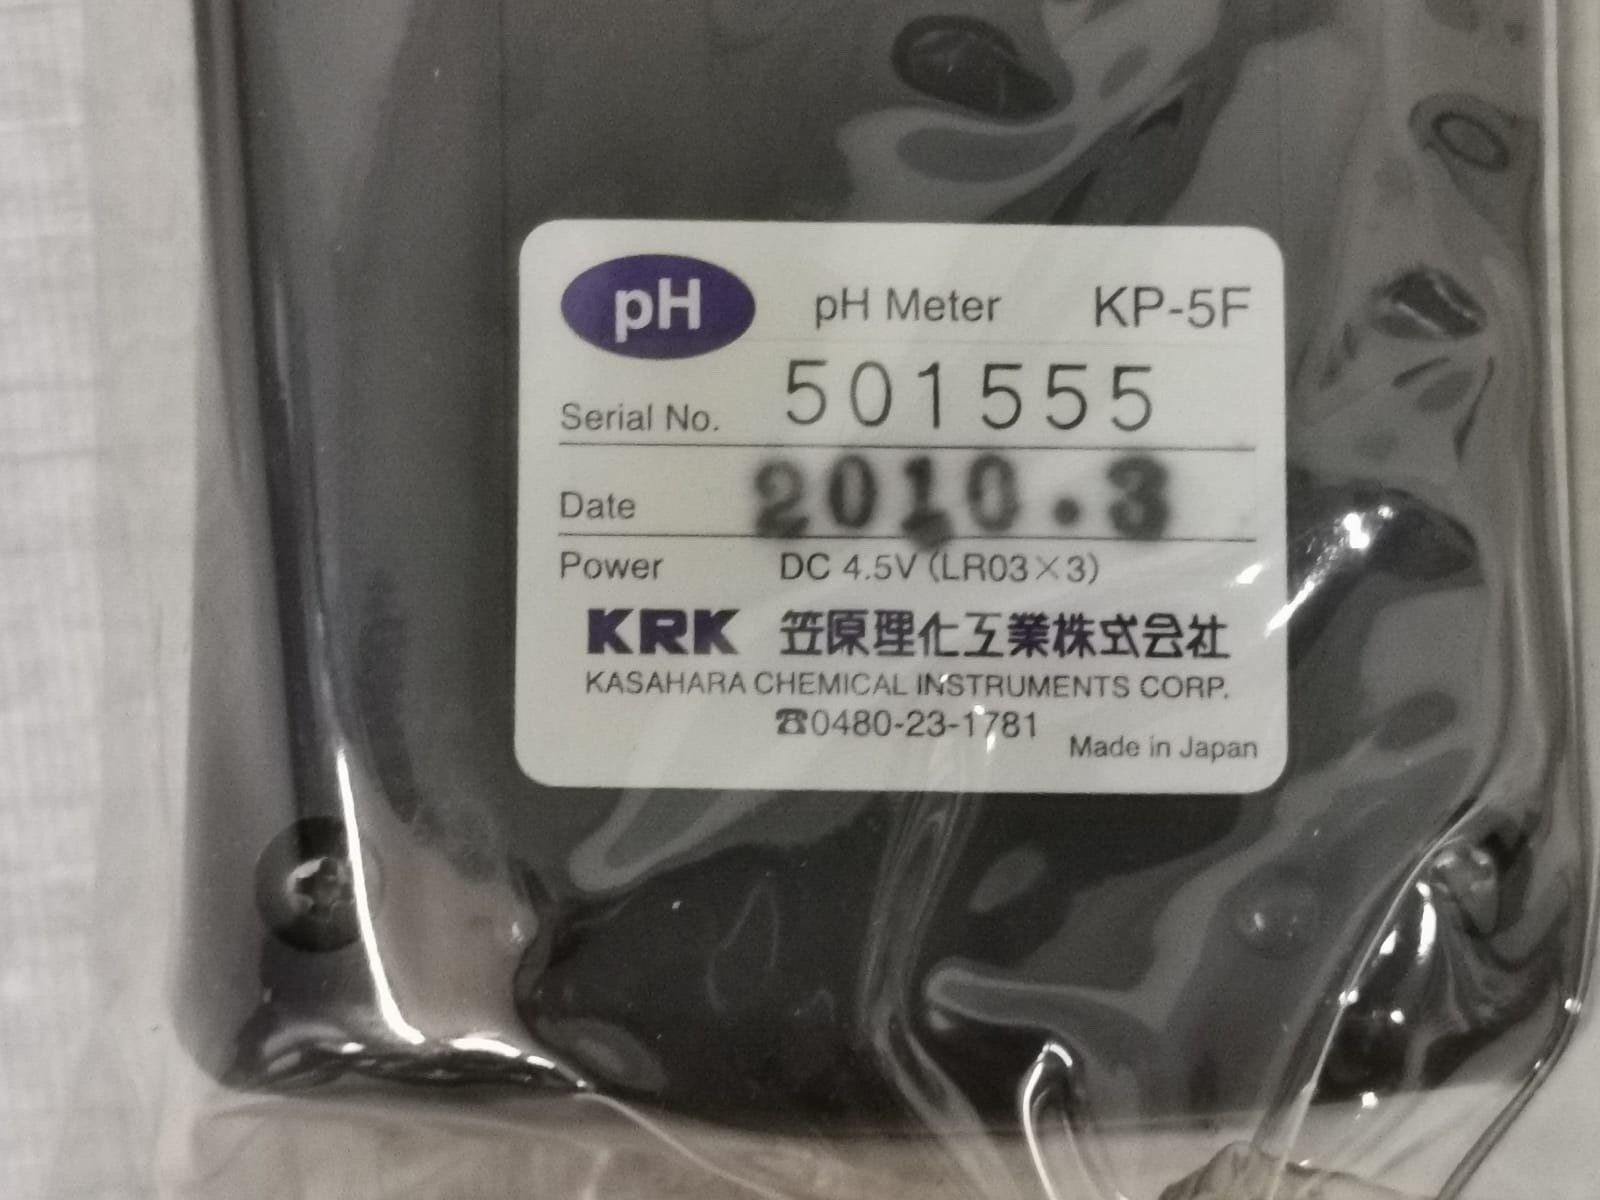 pH pH Meter KP-5F
Serial No. 501555
Date 2010.3
Power DC 4.5V (LR03×3)
KRK 笠原理化工業株式会社
KASAHARA CHEMICAL INSTRUMENTS CORP.
☎0480-23-1781
Made in Japan